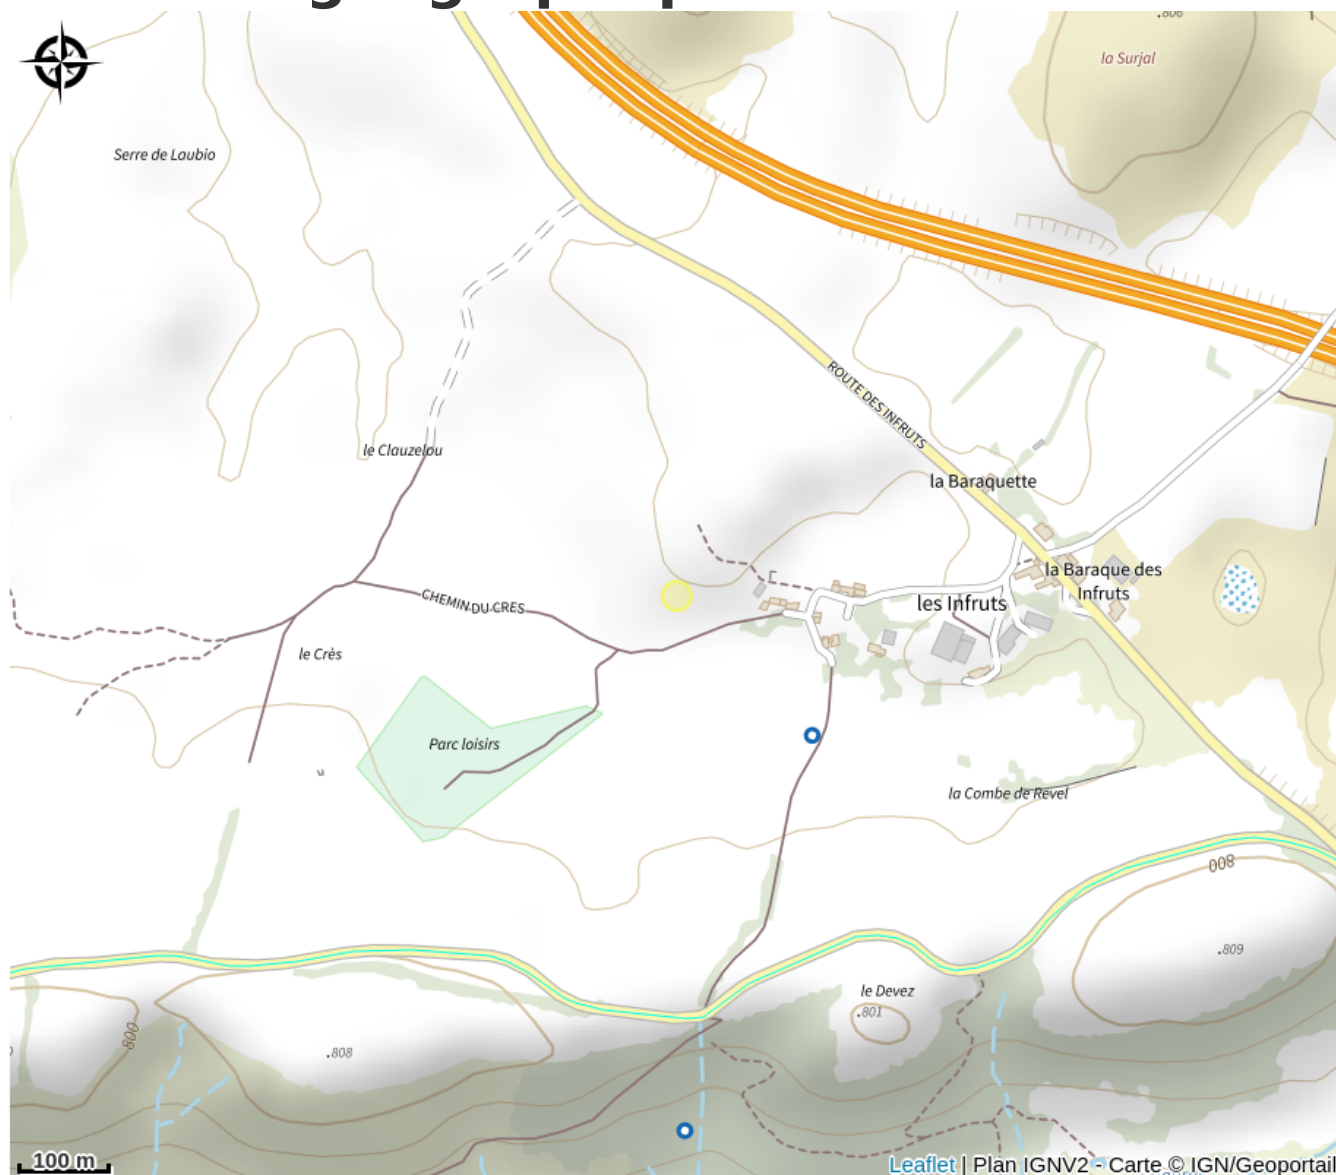 806
la Surjal
Serre de Laubio
ROUTE DES INFRUTS
le Clauzelou
la Baraquette
la Baraque des
Infruts
CHEMIN DU CRES
les Infruts
le Crès
Parc loisirs
la Combe de Revel
800
809
le Devez
801
800
808
100 m
Leaflet | Plan IGNV2 - Carte © IGN/Geoportail